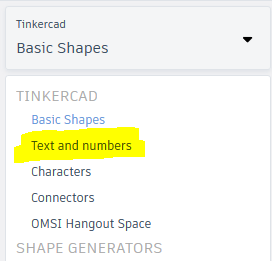 Tinkercad
Basic Shapes
TINKERCAD
Basic Shapes
Text and numbers
Characters
Connectors
OMSI Hangout Space
SHAPE GENERATORS